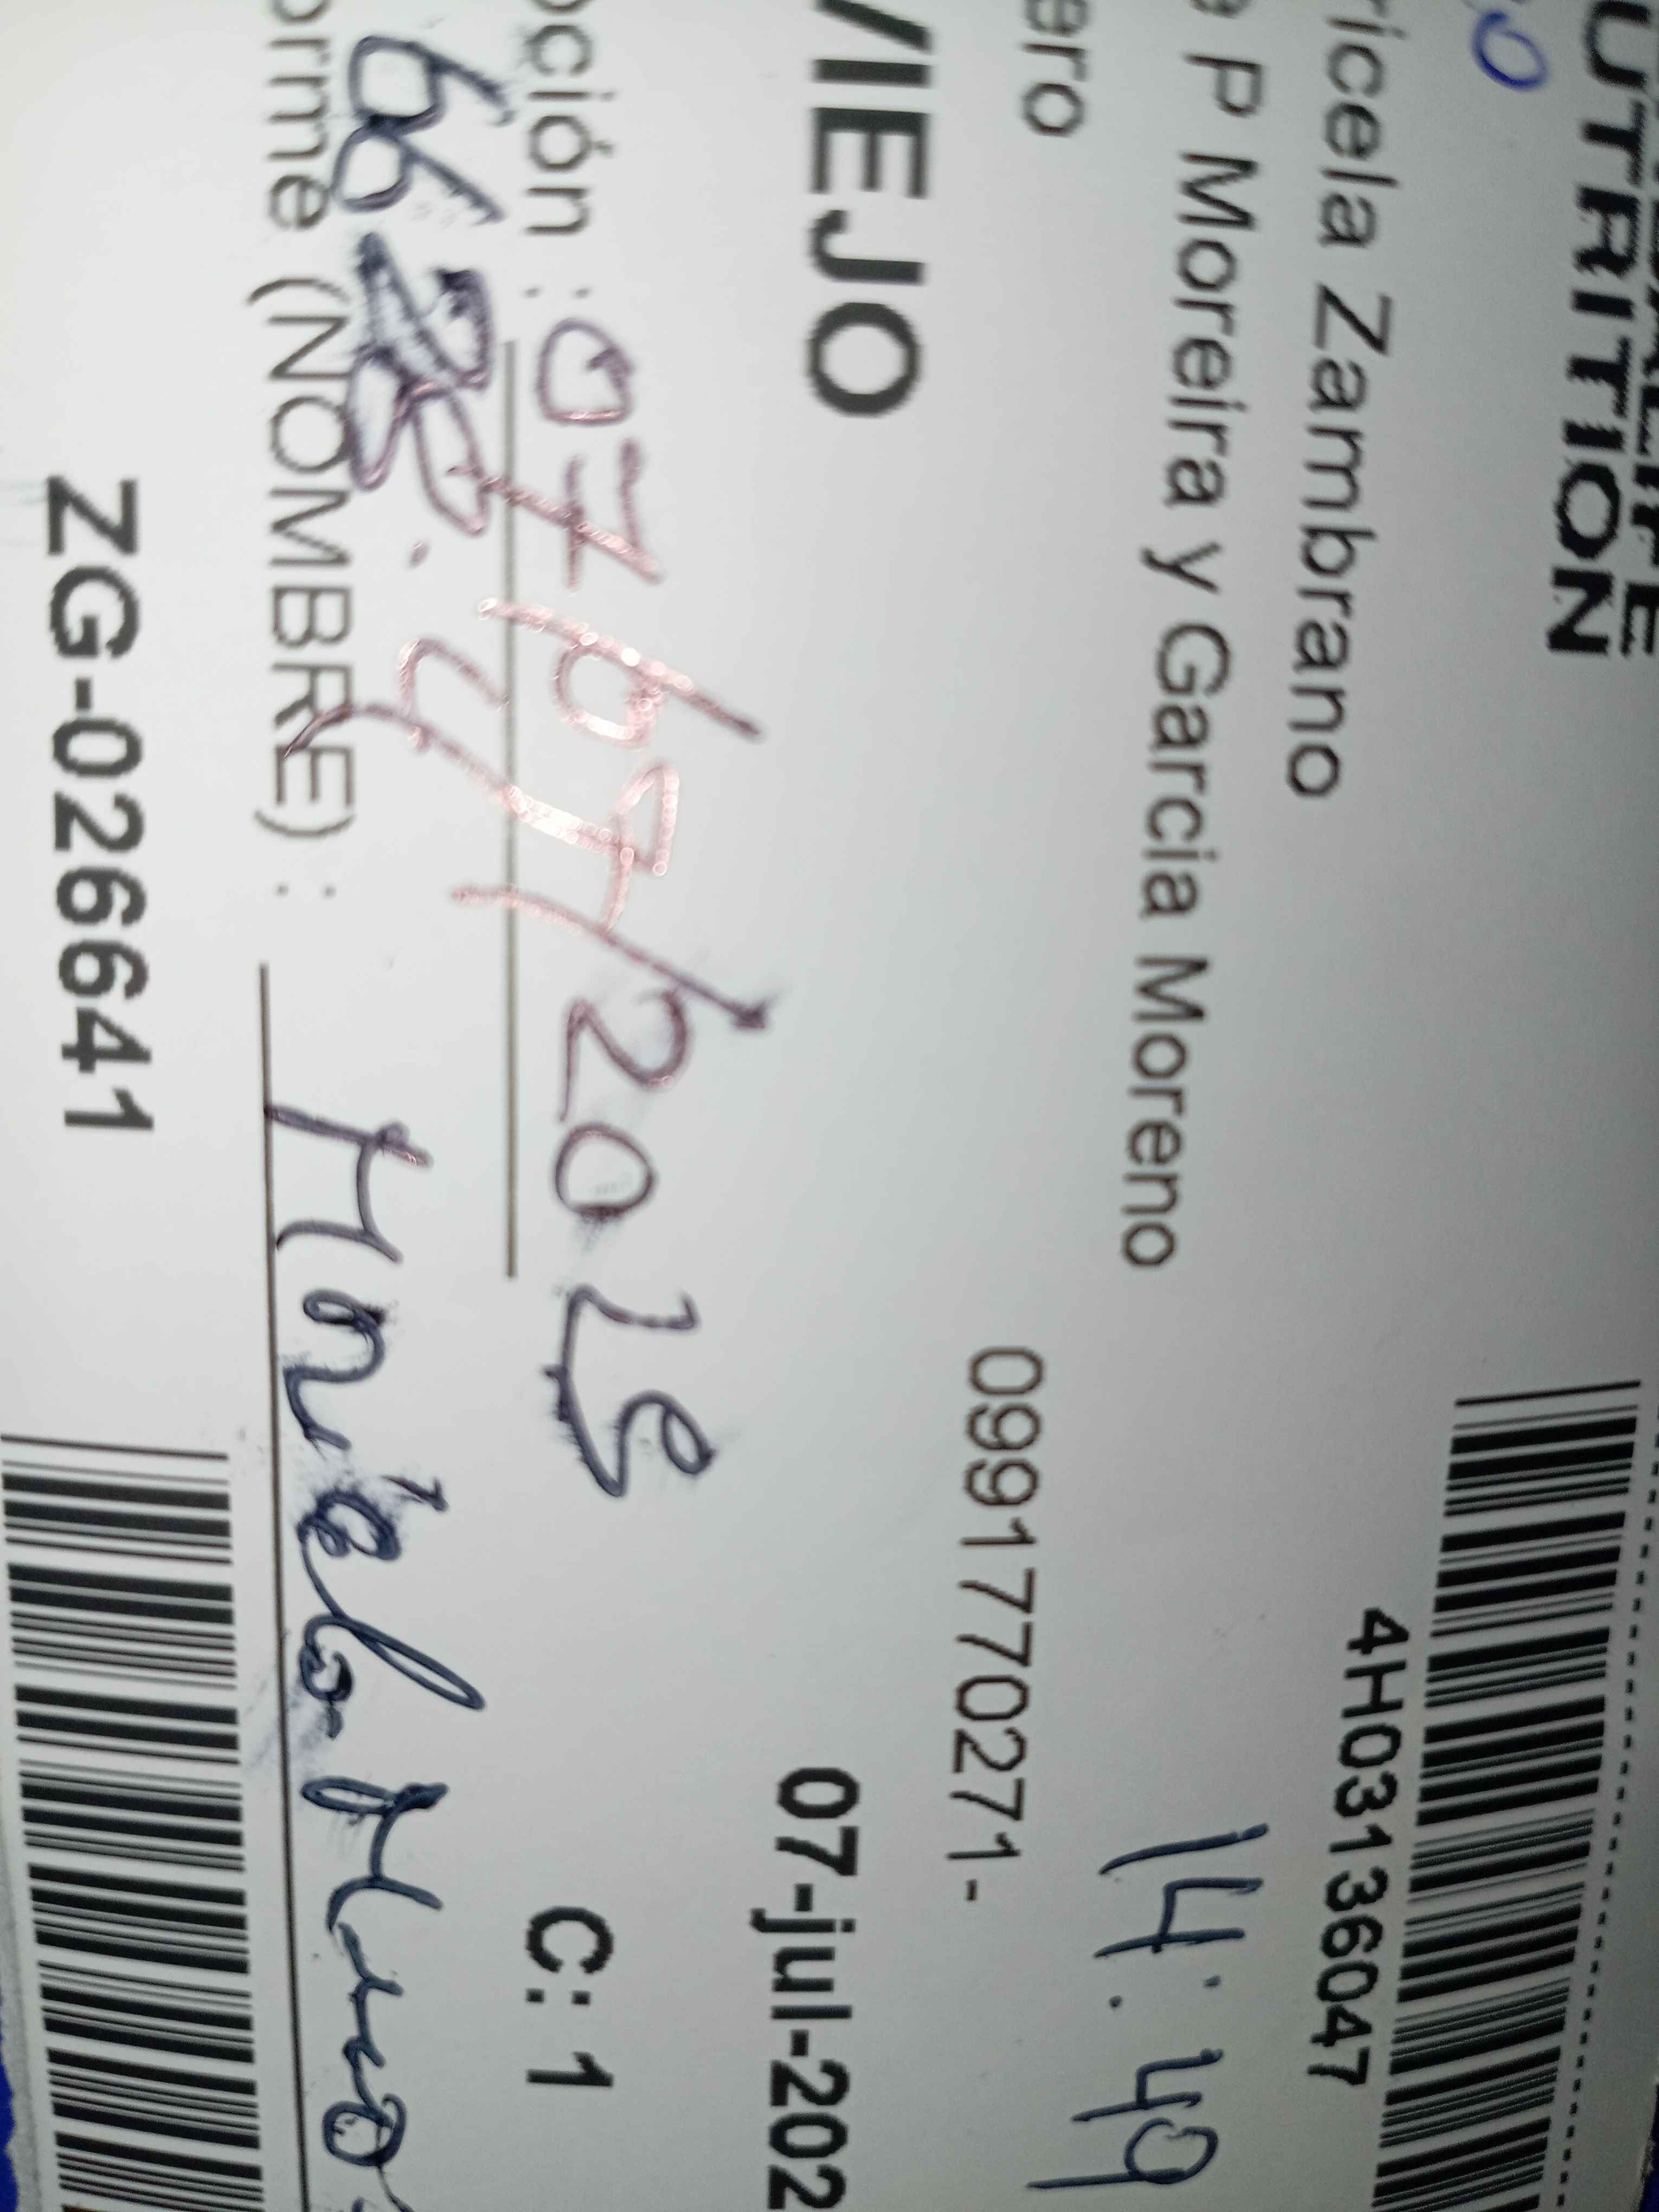 UTRITION
4H03136047
ricela Zambrano
P Moreira y Garcia Moreno
14:49
ero
0991770271-
VIEJO
07-jul-202
pción : 07/07/2025
C: 1
orme (NOMBRE) :
ZG-026641